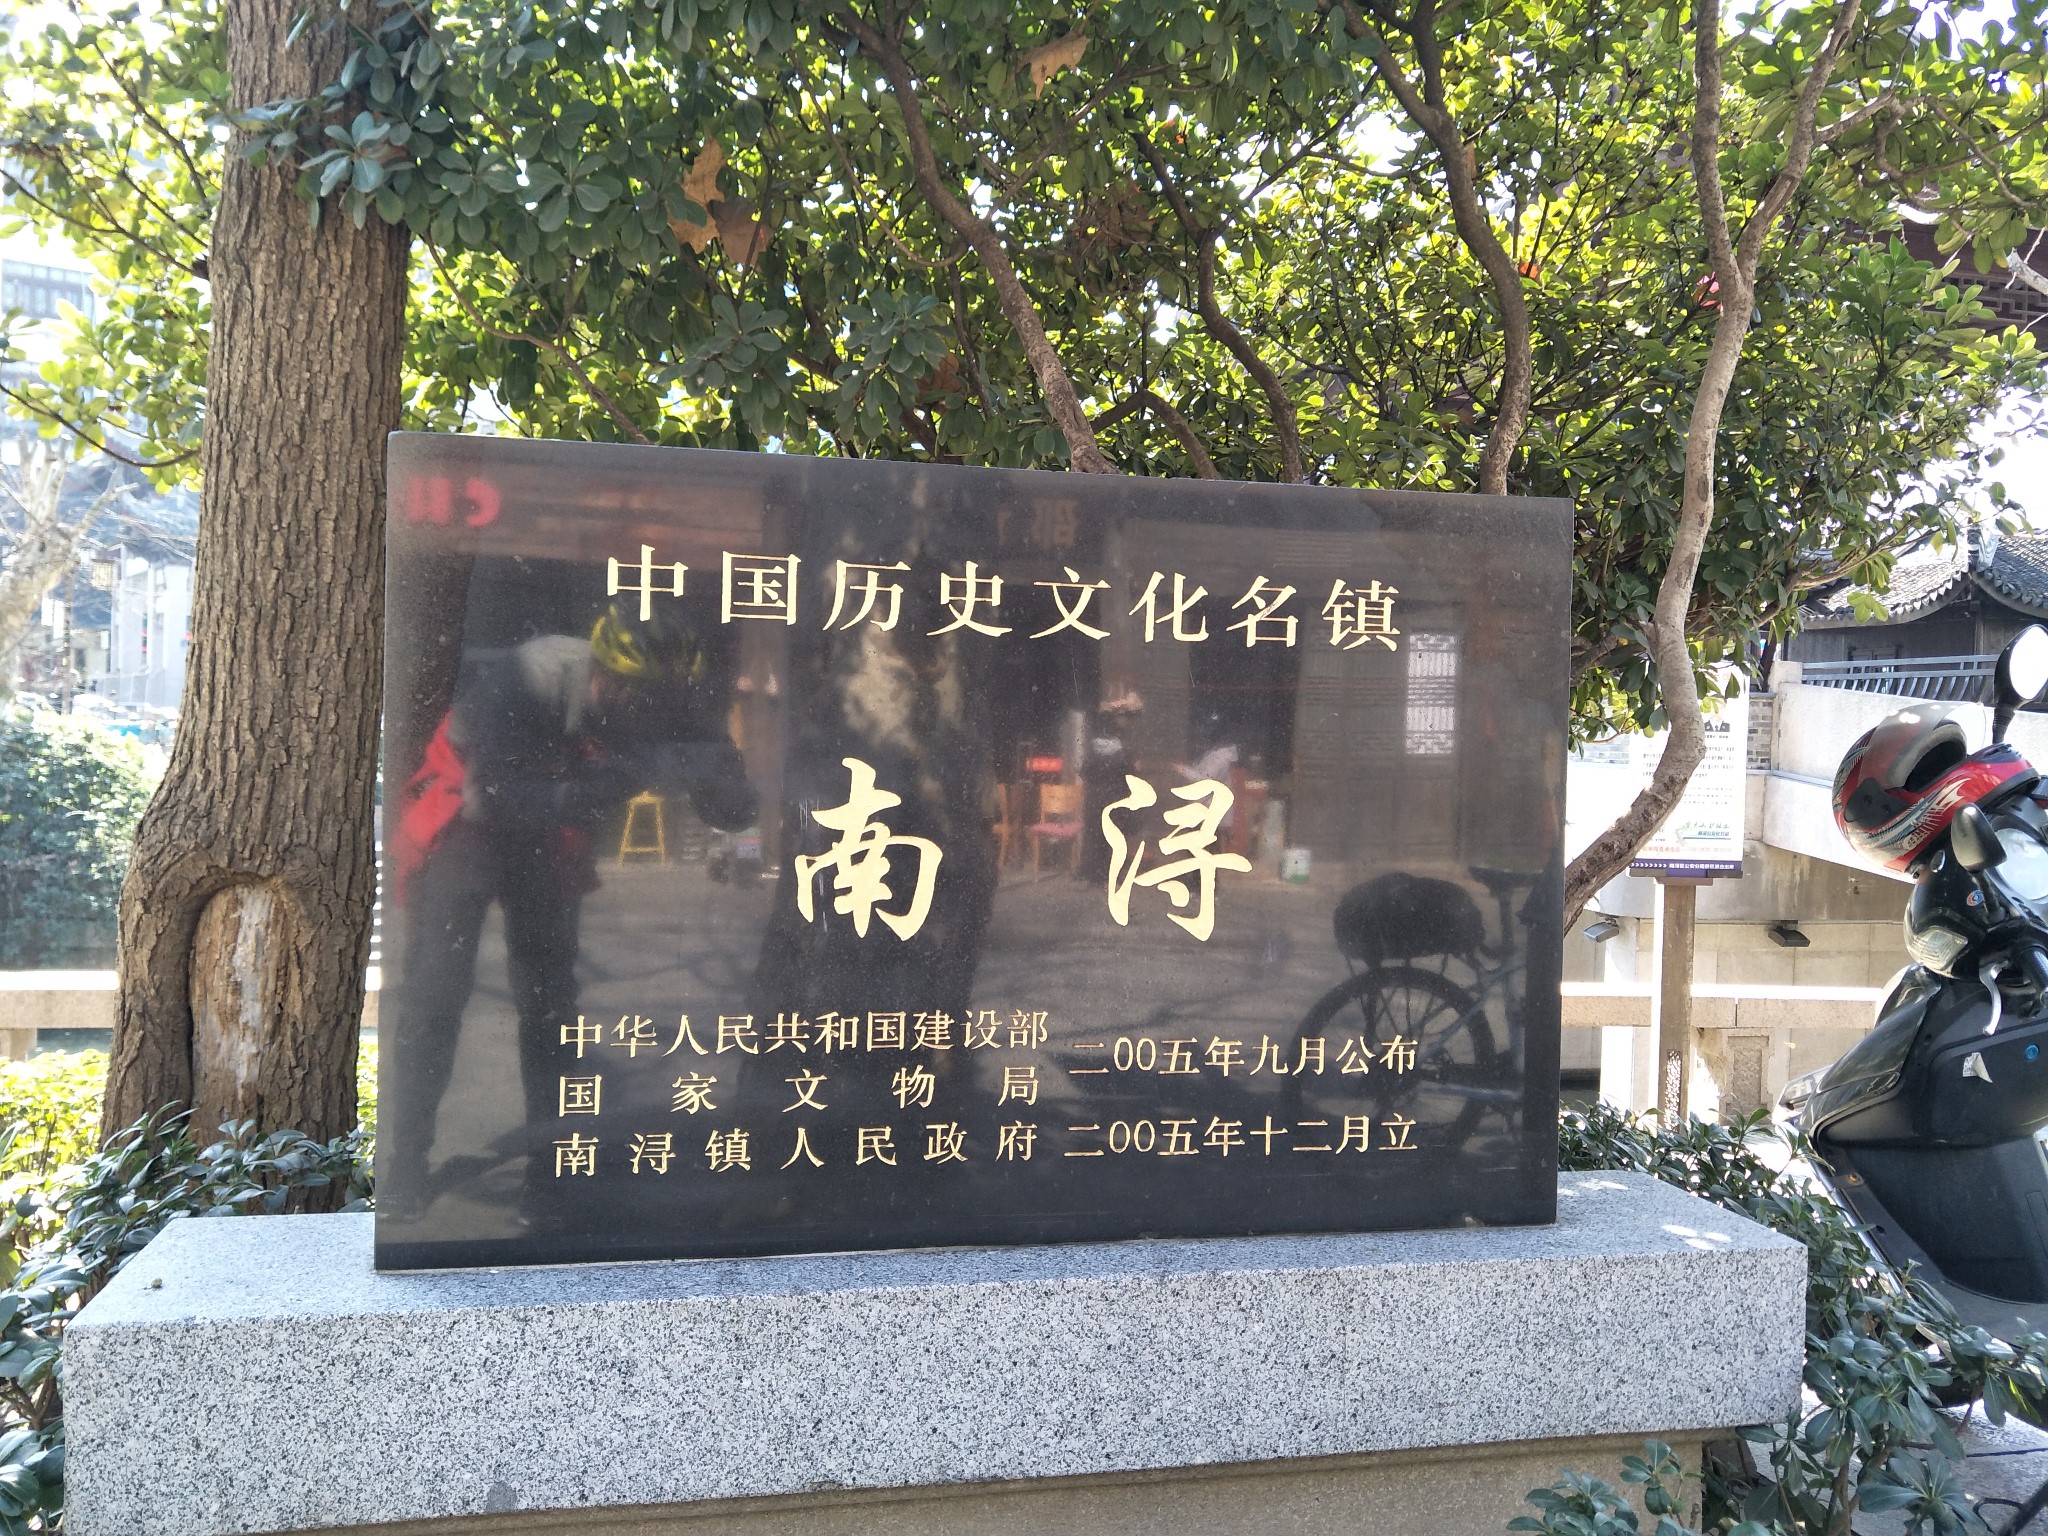 中国历史文化名镇
南浔
中华人民共和国建设部
国家文物局
二00五年九月公布
南浔镇人民政府 二00五年十二月立